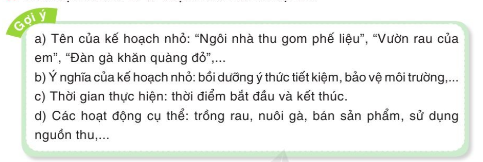 Gợi ý
a) Tên của kế hoạch nhỏ: “Ngôi nhà thu gom phế liệu”, “Vườn rau của
em”, “Đàn gà khăn quàng đỏ”,...
b) Ý nghĩa của kế hoạch nhỏ: bồi dưỡng ý thức tiết kiệm, bảo vệ môi trường,...
c) Thời gian thực hiện: thời điểm bắt đầu và kết thúc.
d) Các hoạt động cụ thể: trồng rau, nuôi gà, bán sản phẩm, sử dụng
nguồn thu,...